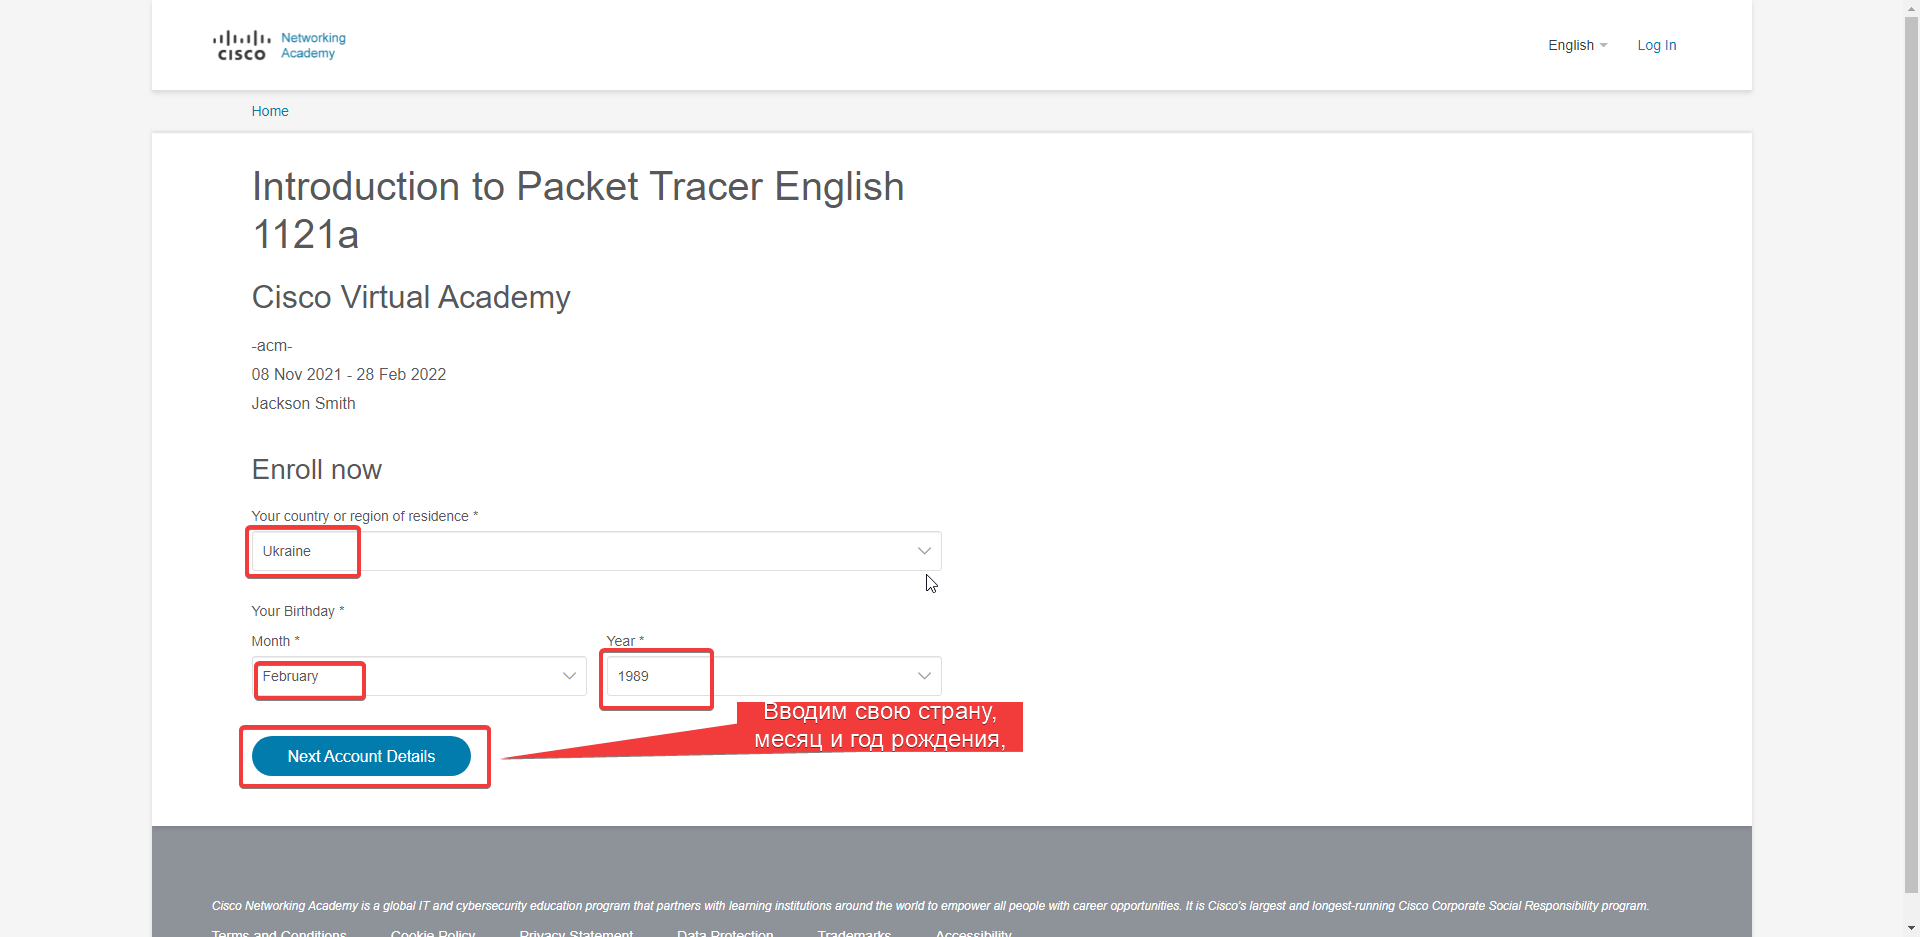 CISCO
Networking
Academy
English
Log In
Home
Introduction to Packet Tracer English
1121a
Cisco Virtual Academy
-acm-
08 Nov 2021 - 28 Feb 2022
Jackson Smith
Enroll now
Your country or region of residence *
Ukraine
Your Birthday *
Month *
Year *
February
1989
Вводим свою страну,
месяц и год рождения,
Next Account Details
Cisco Networking Academy is a global IT and cybersecurity education program that partners with learning institutions around the world to empower all people with career opportunities. It is Cisco's largest and longest-running Cisco Corporate Social Responsibility program.
Terms and Conditions
Cookie Policy
Privacy Statement
Data Protection
Trademarks
Accessibility